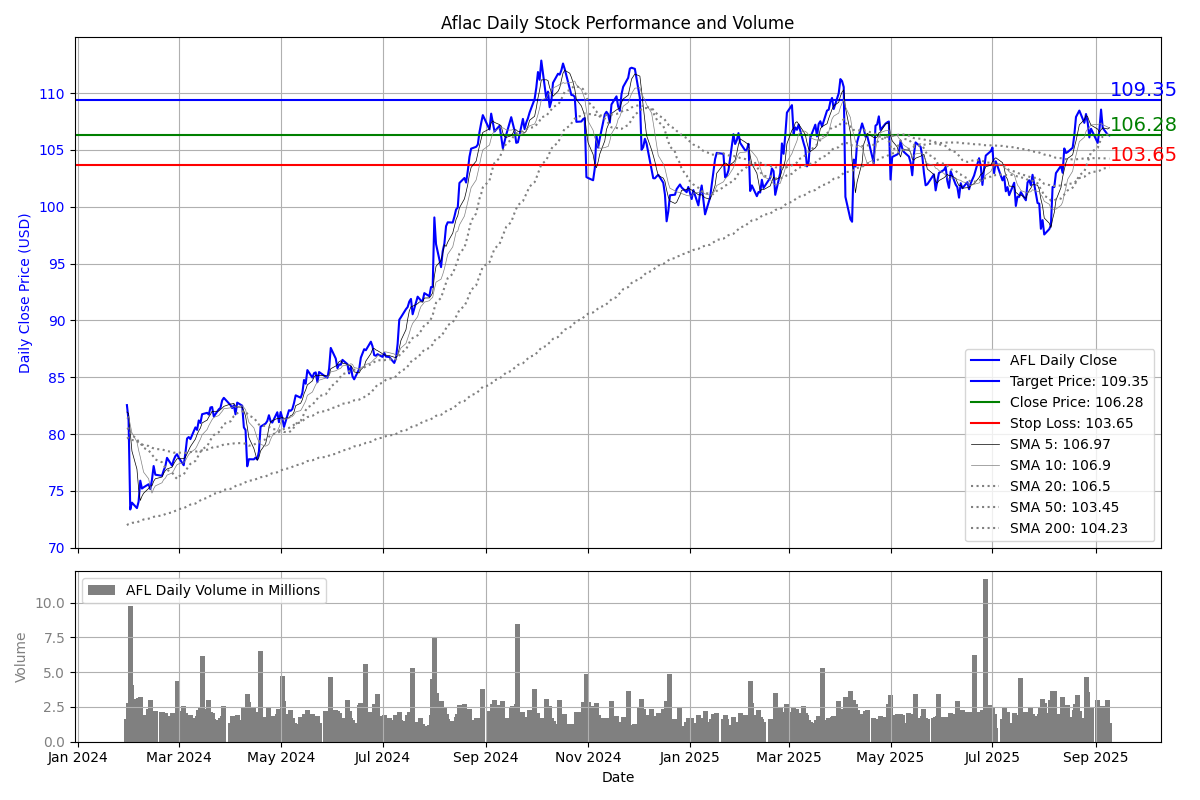 Aflac Daily Stock Performance and Volume
Daily Close Price (USD)
110
105
100
95
90
85
80
75
70
109.35
106.28
103.65
AFL Daily Close
Target Price: 109.35
Close Price: 106.28
Stop Loss: 103.65
SMA 5: 106.97
SMA 10: 106.9
SMA 20: 106.5
SMA 50: 103.45
SMA 200: 104.23
AFL Daily Volume in Millions
Volume
10.0
7.5
5.0
2.5
0.0
Jan 2024 Mar 2024 May 2024 Jul 2024 Sep 2024 Nov 2024 Jan 2025 Mar 2025 May 2025 Jul 2025 Sep 2025
Date